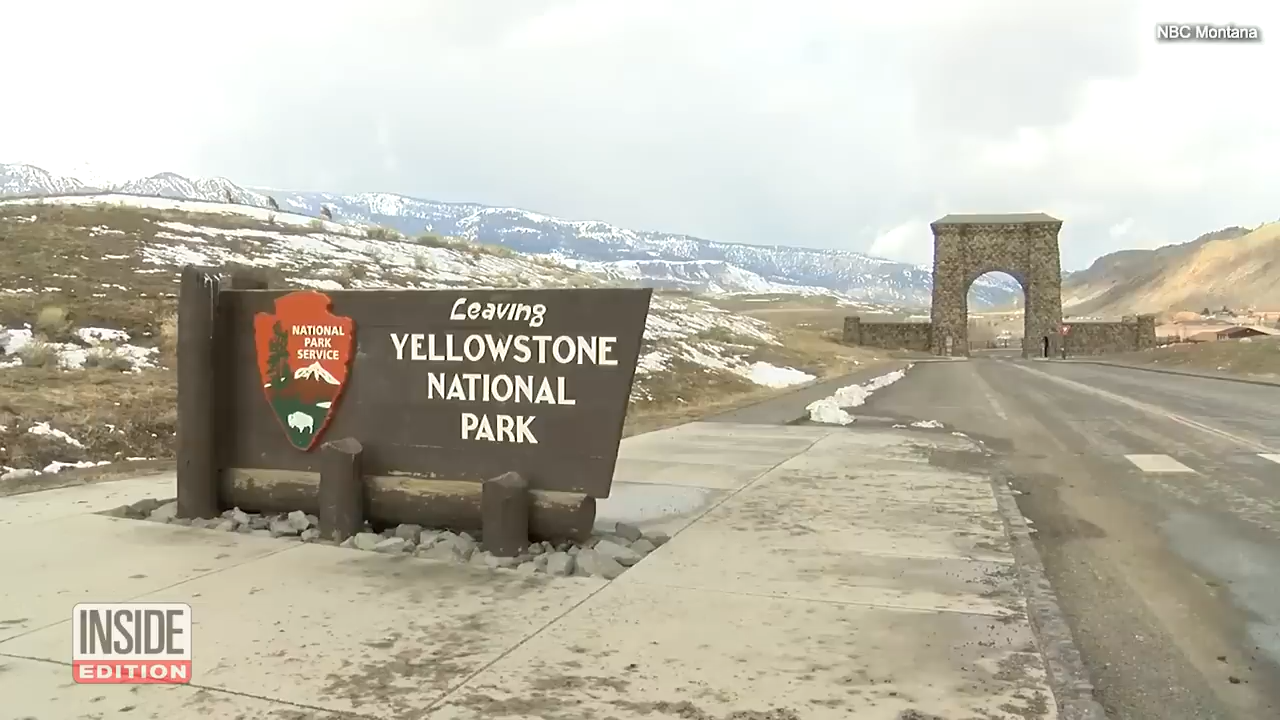 NBC Montana
Leaving
YELLOWSTONE
NATIONAL
PARK
NATIONAL
PARK
SERVICE
INSIDE
EDITION